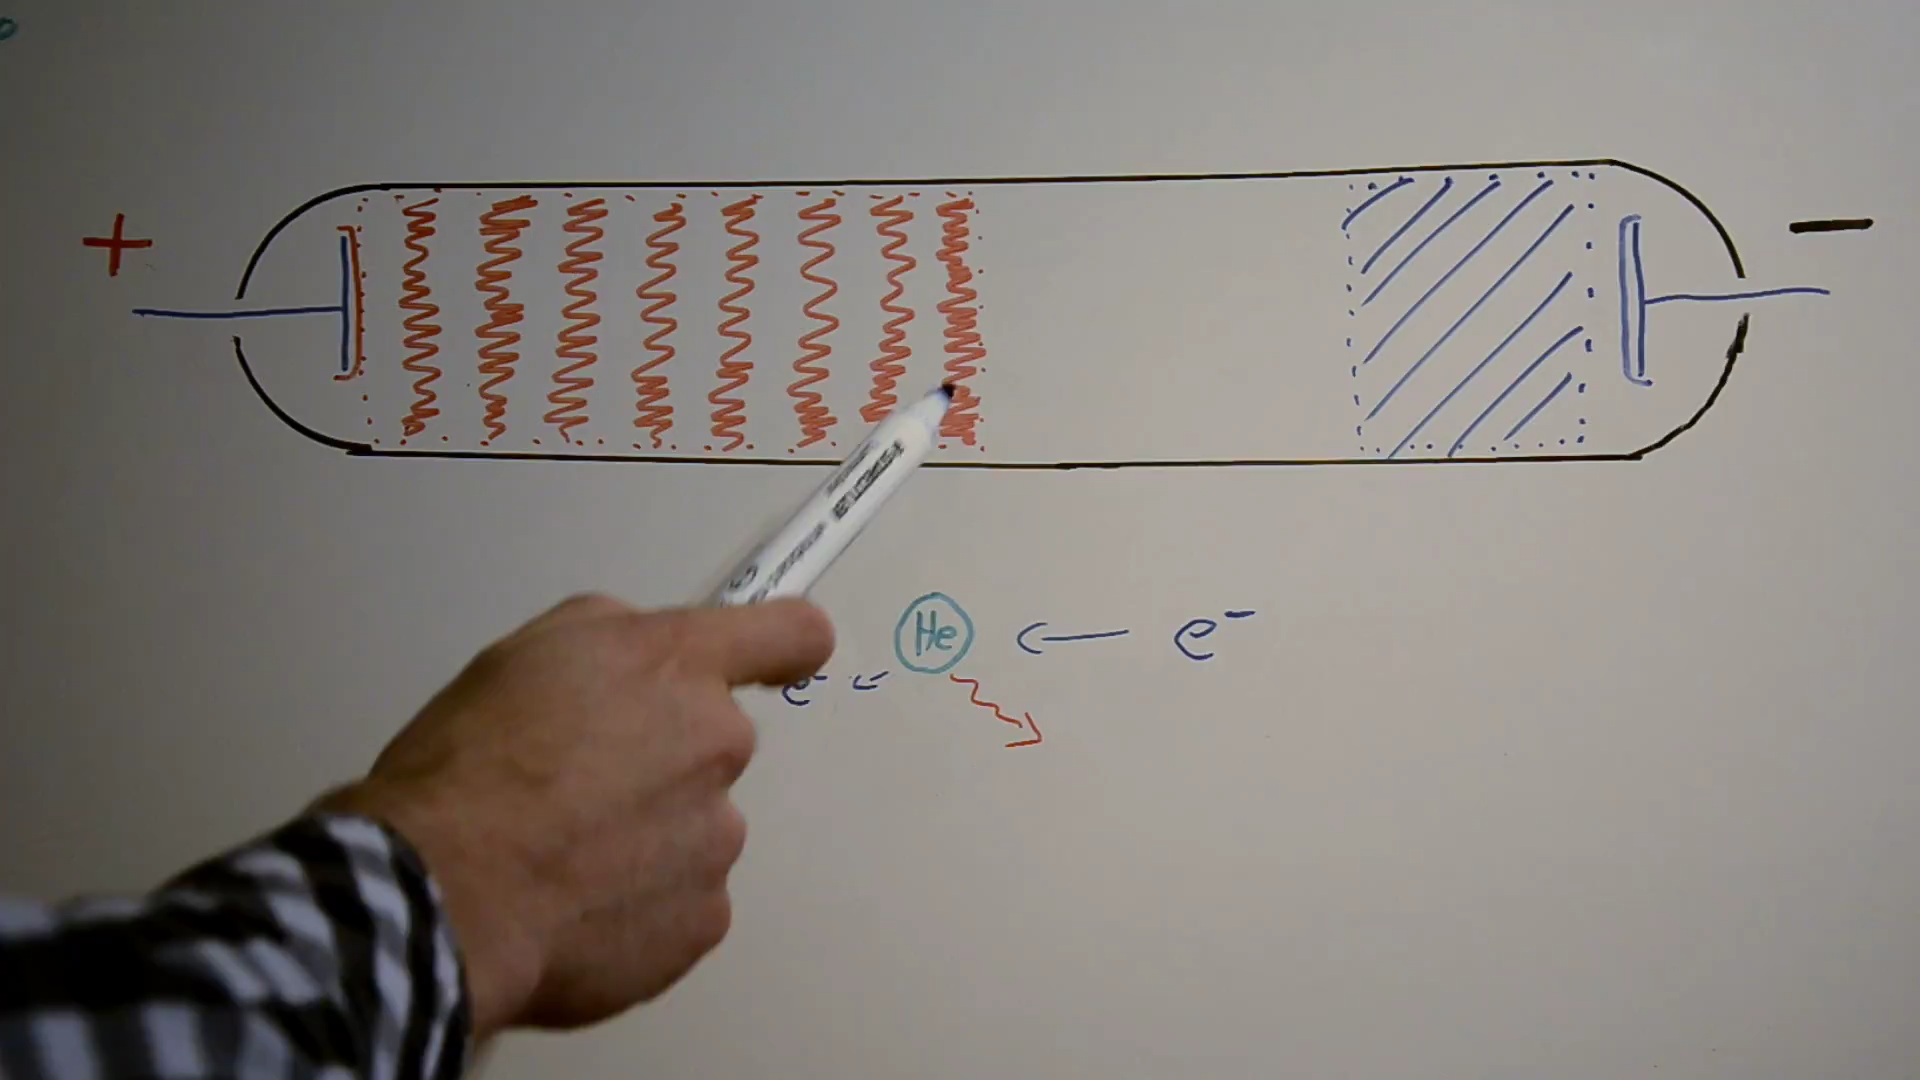 + −
He ← e⁻
e⁻ ←